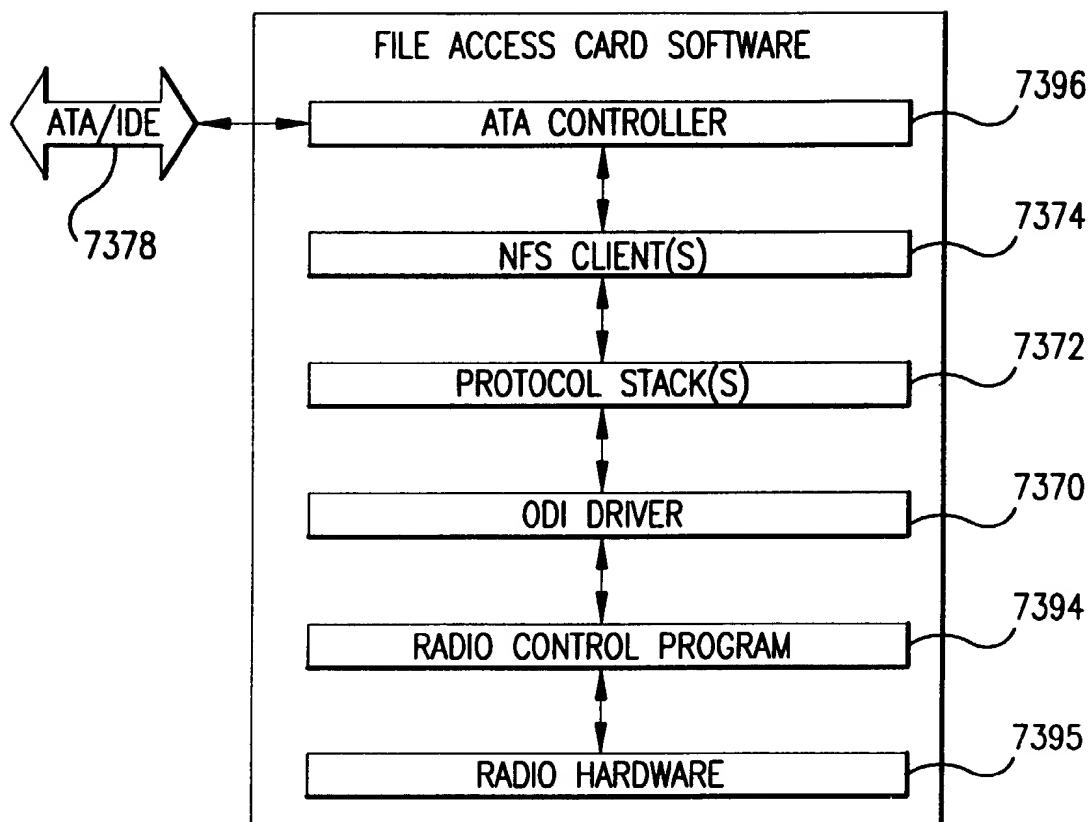 FILE ACCESS CARD SOFTWARE
ATA/IDE
7378
ATA CONTROLLER
7396
NFS CLIENT(S)
7374
PROTOCOL STACK(S)
7372
ODI DRIVER
7370
RADIO CONTROL PROGRAM
7394
RADIO HARDWARE
7395